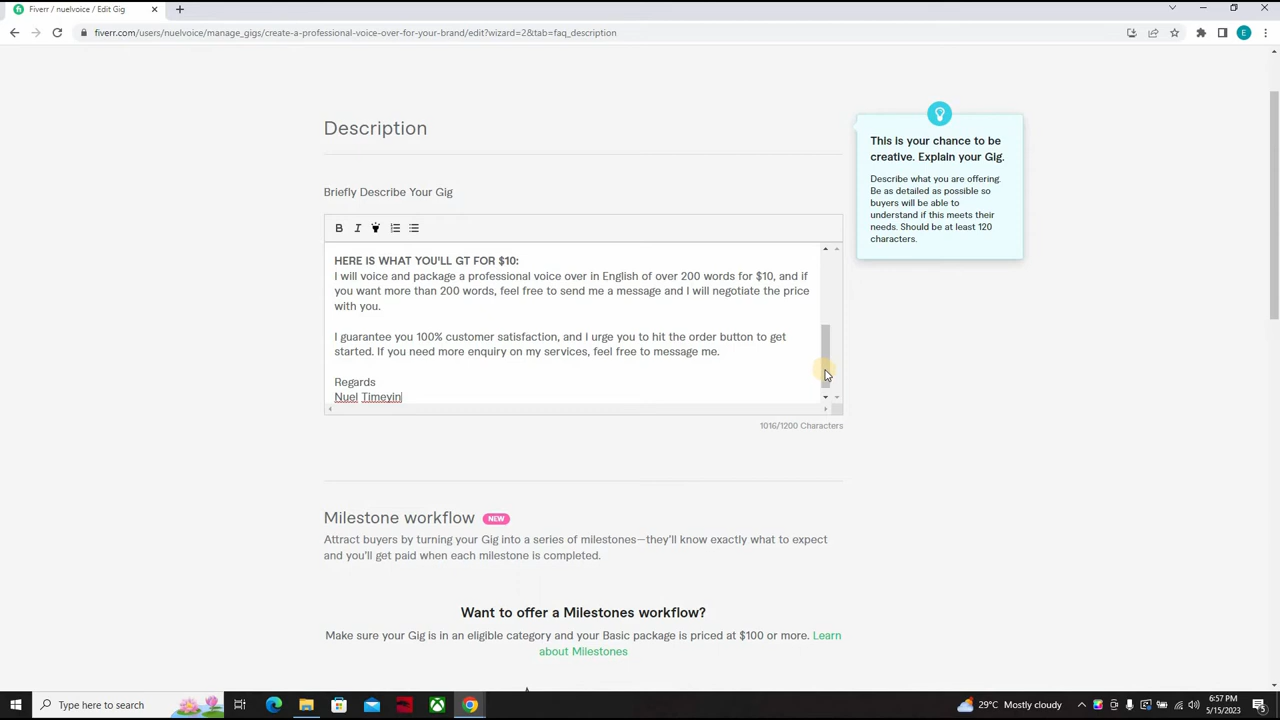 Fiverr / nuelvoice / Edit Gig
fiverr.com/users/nuelvoice/manage_gigs/create-a-professional-voice-over-for-your-brand/edit?wizard=2&tab=faq_description
E
Description
This is your chance to be
creative. Explain your Gig.
Describe what you are offering.
Be as detailed as possible so
buyers will be able to
understand if this meets their
needs. Should be at least 120
characters.
Briefly Describe Your Gig
B I
HERE IS WHAT YOU'LL GT FOR $10:
I will voice and package a professional voice over in English of over 200 words for $10, and if
you want more than 200 words, feel free to send me a message and I will negotiate the price
with you.
I guarantee you 100% customer satisfaction, and I urge you to hit the order button to get
started. If you need more enquiry on my services, feel free to message me.
Regards
Nuel Timeyin
1016/1200 Characters
Milestone workflow NEW
Attract buyers by turning your Gig into a series of milestones—they'll know exactly what to expect
and you'll get paid when each milestone is completed.
Want to offer a Milestones workflow?
Make sure your Gig is in an eligible category and your Basic package is priced at $100 or more. Learn
about Milestones
Type here to search
29°C Mostly cloudy
6:57 PM
5/15/2023